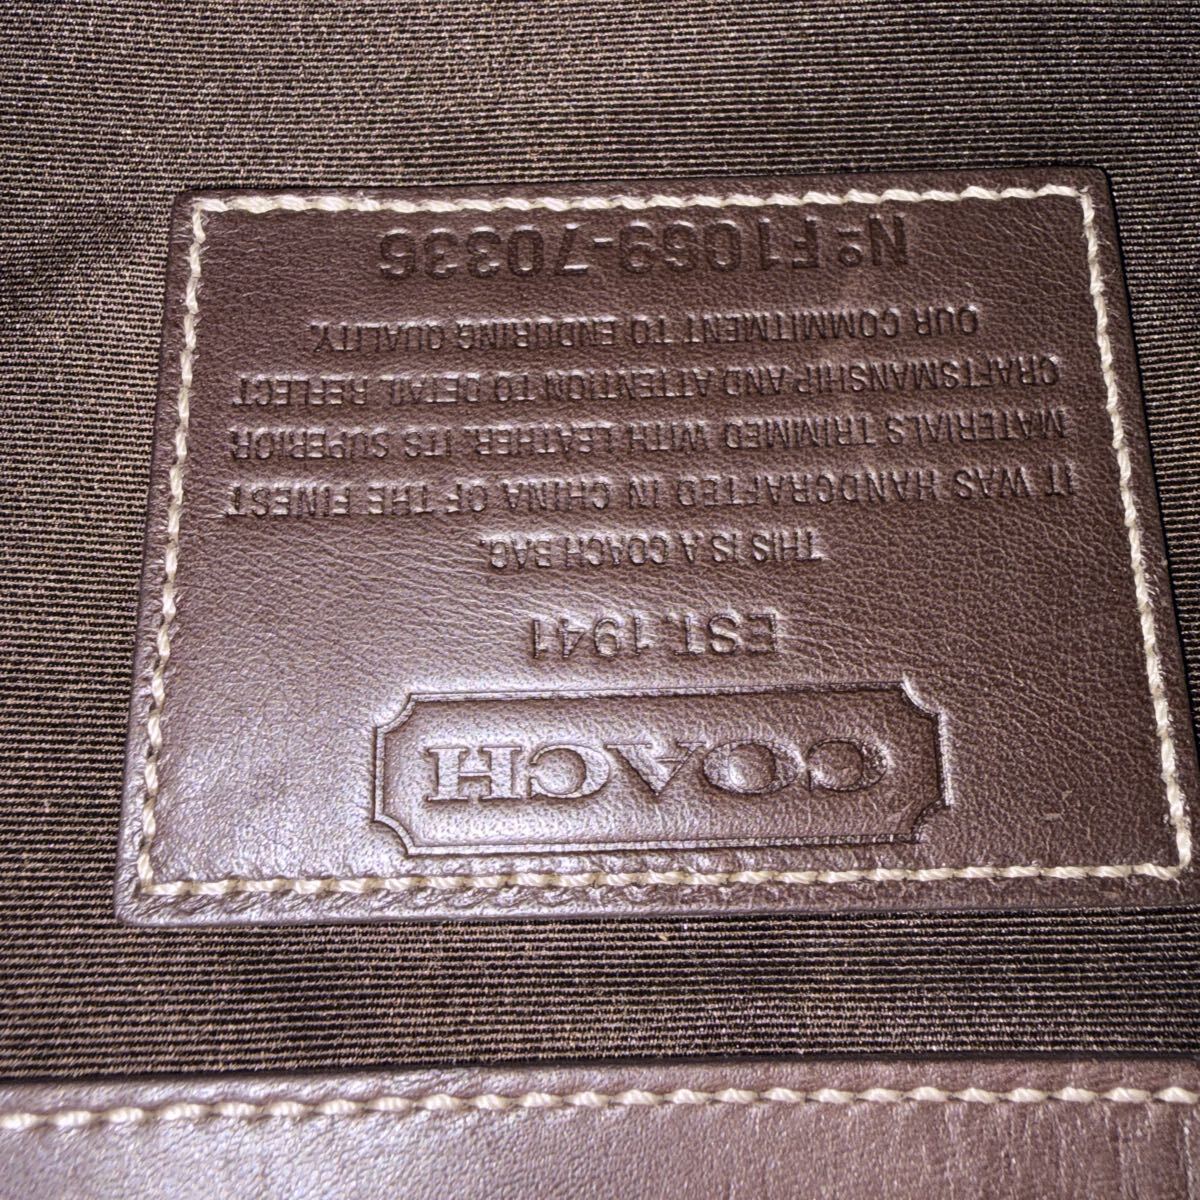 COACH
EST. 1941
THIS IS A COACH BAG.
IT WAS HANDCRAFTED IN CHINA OF THE FINEST
MATERIALS TRIMMED WITH LEATHER. ITS SUPERIOR
CRAFTSMANSHIP AND ATTENTION TO DETAIL REFLECT
OUR COMMITMENT TO ENDURING QUALITY.
Nº F1069-70336